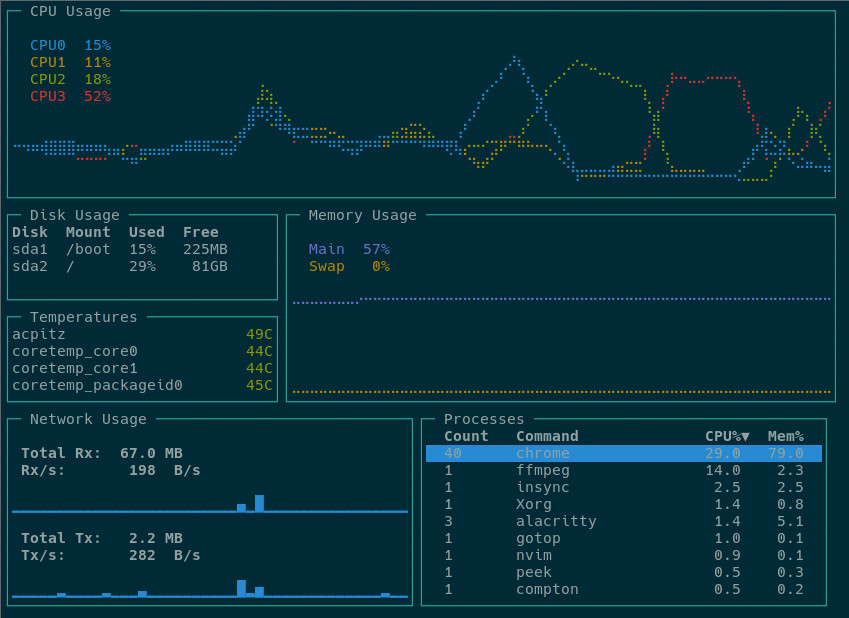 CPU Usage
CPU0 15%
CPU1 11%
CPU2 18%
CPU3 52%
Disk Usage
Disk Mount Used Free
sda1 /boot 15% 225MB
sda2 / 29% 81GB
Memory Usage
Main 57%
Swap 0%
Temperatures
acpitz 49C
coretemp_core0 44C
coretemp_core1 44C
coretemp_packageid0 45C
Network Usage
Total Rx: 67.0 MB
Rx/s: 198 B/s
Total Tx: 2.2 MB
Tx/s: 282 B/s
Processes
Count Command CPU%▼ Mem%
40 chrome 29.0 79.0
1 ffmpeg 14.0 2.3
1 insync 2.5 2.5
1 Xorg 1.4 0.8
3 alacritty 1.4 5.1
1 gotop 1.0 0.1
1 nvim 0.9 0.1
1 peek 0.5 0.3
1 compton 0.5 0.2